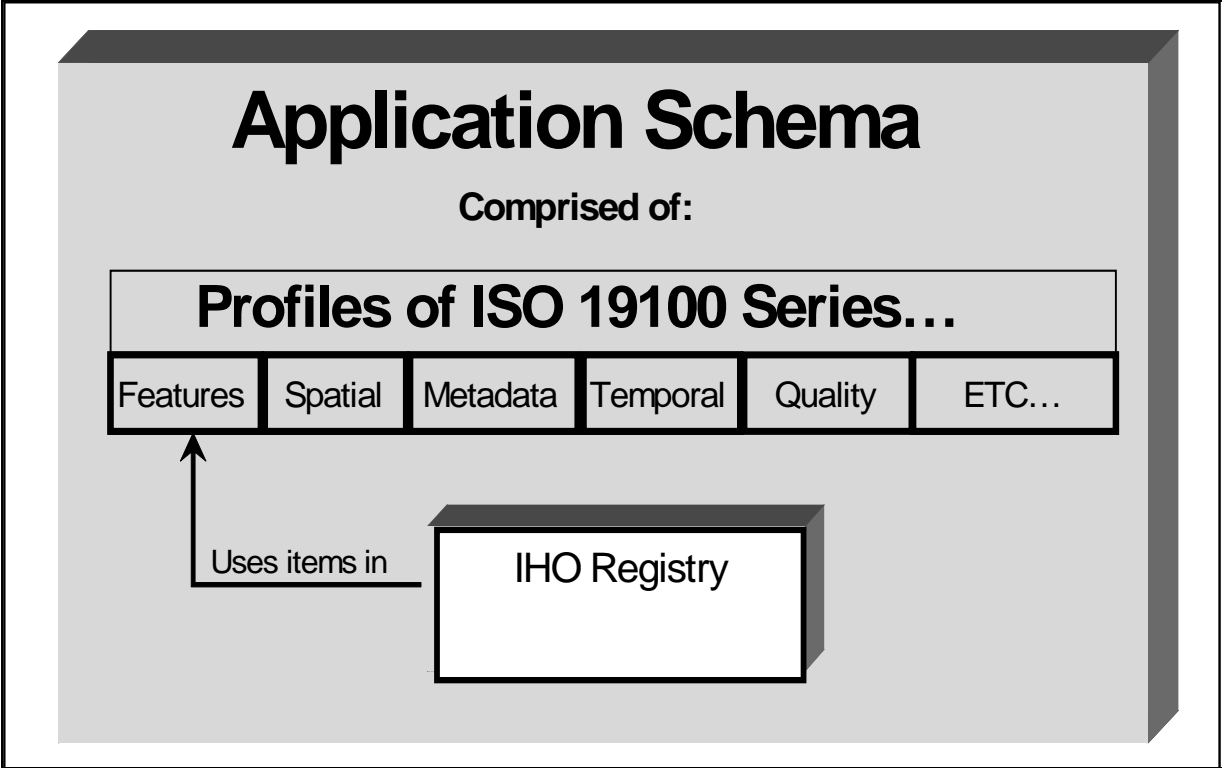 Application Schema
Comprised of:
Profiles of ISO 19100 Series…
Features Spatial Metadata Temporal Quality ETC…
Uses items in
IHO Registry